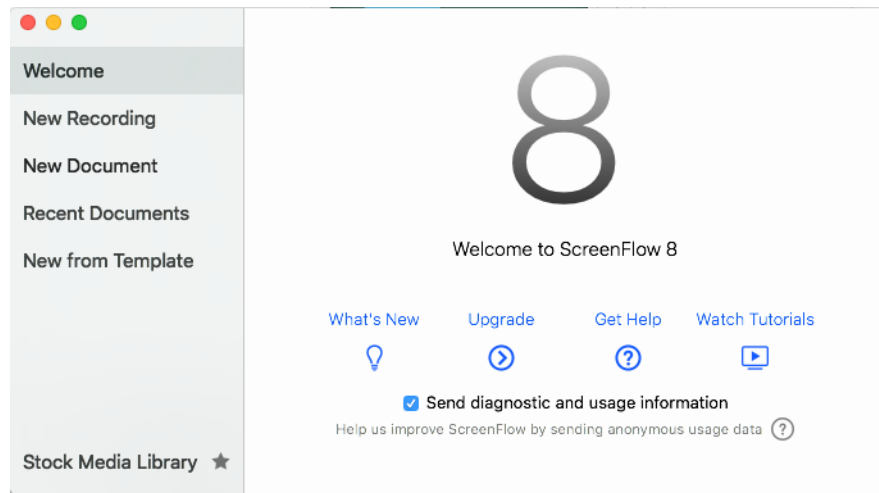 Welcome
New Recording
New Document
Recent Documents
New from Template
Stock Media Library
8
Welcome to ScreenFlow 8
What's New
Upgrade
Get Help
Watch Tutorials
Send diagnostic and usage information
Help us improve ScreenFlow by sending anonymous usage data ?